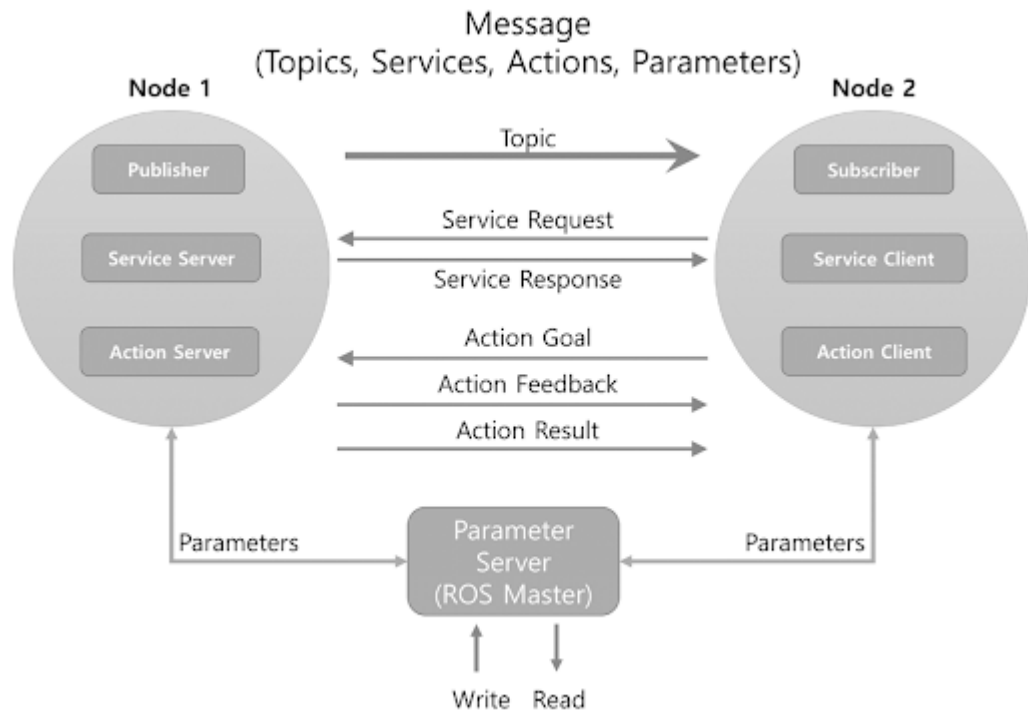 Message
(Topics, Services, Actions, Parameters)
Node 1
Node 2
Publisher
Topic
Subscriber
Service Request
Service Server
Service Client
Service Response
Action Goal
Action Server
Action Client
Action Feedback
Action Result
Parameters
Parameter
Server
(ROS Master)
Parameters
Write
Read